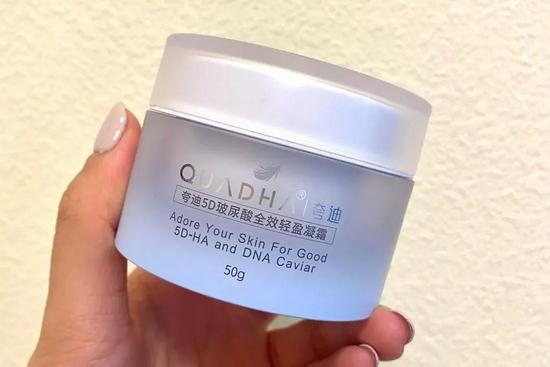 QUADHA® 夸迪
夸迪5D玻尿酸全效轻盈凝霜
Adore Your Skin For Good
5D-HA and DNA Caviar
50g